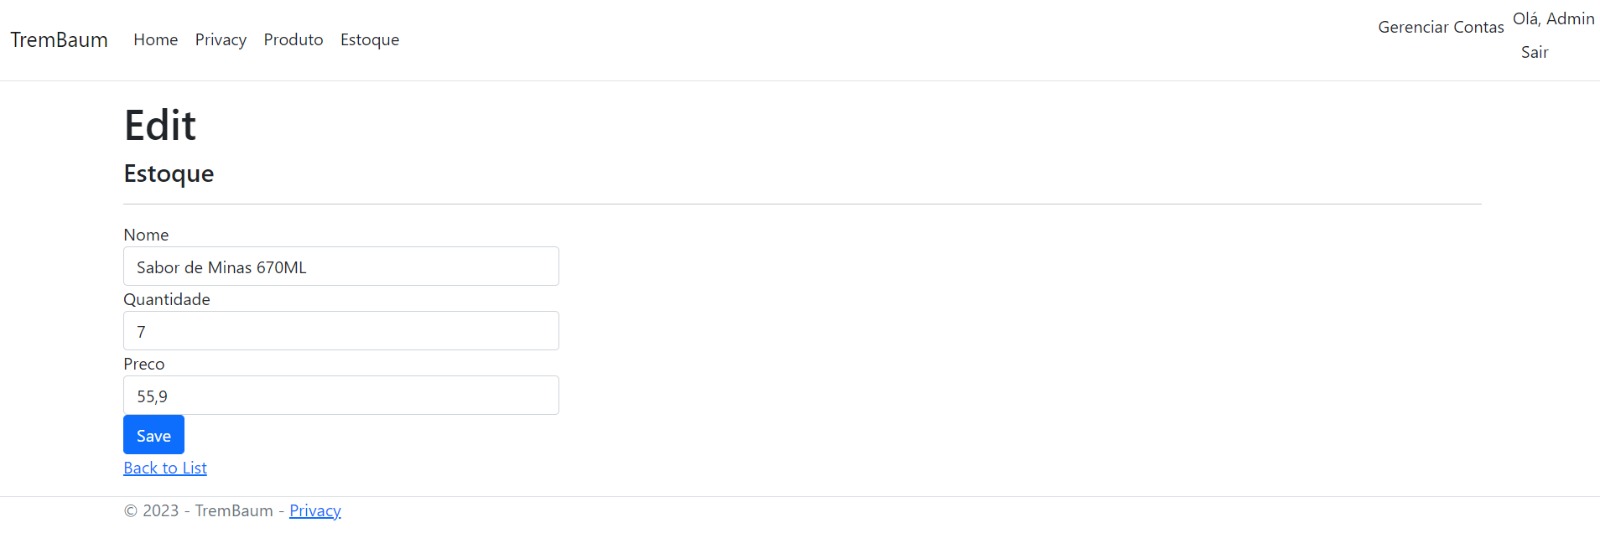 TremBaum Home Privacy Produto Estoque Gerenciar Contas Olá, Admin
Sair
Edit
Estoque
Nome
Sabor de Minas 670ML
Quantidade
7
Preco
55,9
Save
Back to List
© 2023 - TremBaum - Privacy